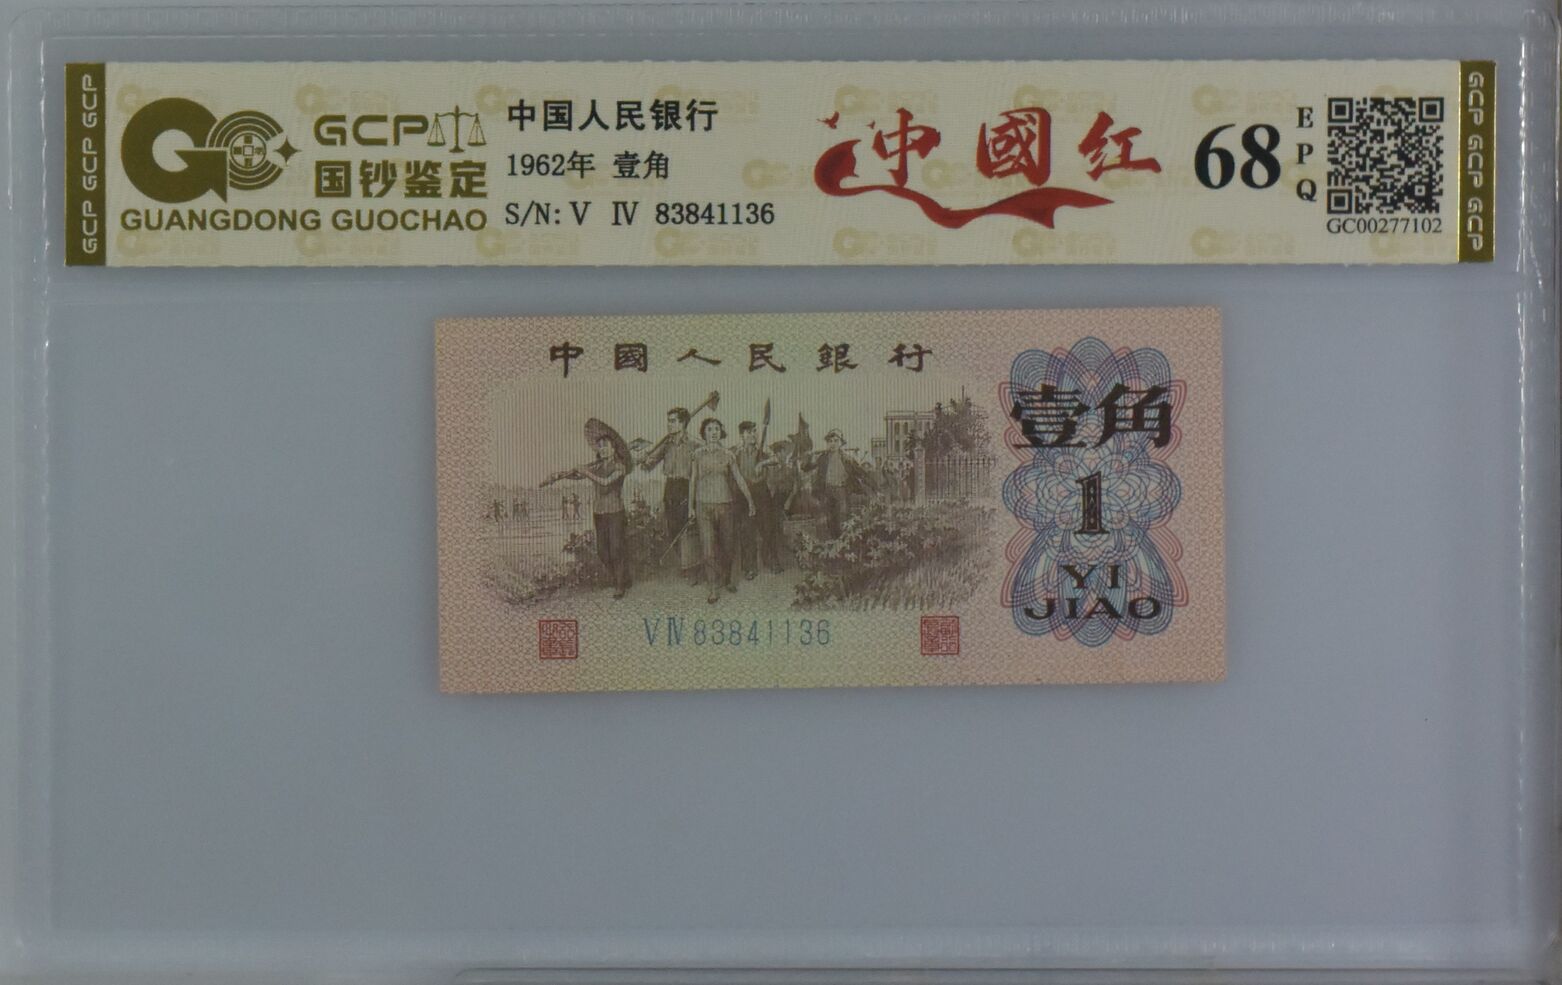 GCP GCP GCP
GCP
国钞鉴定
GUANGDONG GUOCHAO
中国人民银行
1962年 壹角
S/N: V Ⅳ 83841136
中國红
68
EPQ
GC00277102
GCP GCP GCP
中國人民銀行
壹角
1
YI
JIAO
VⅣ83841136